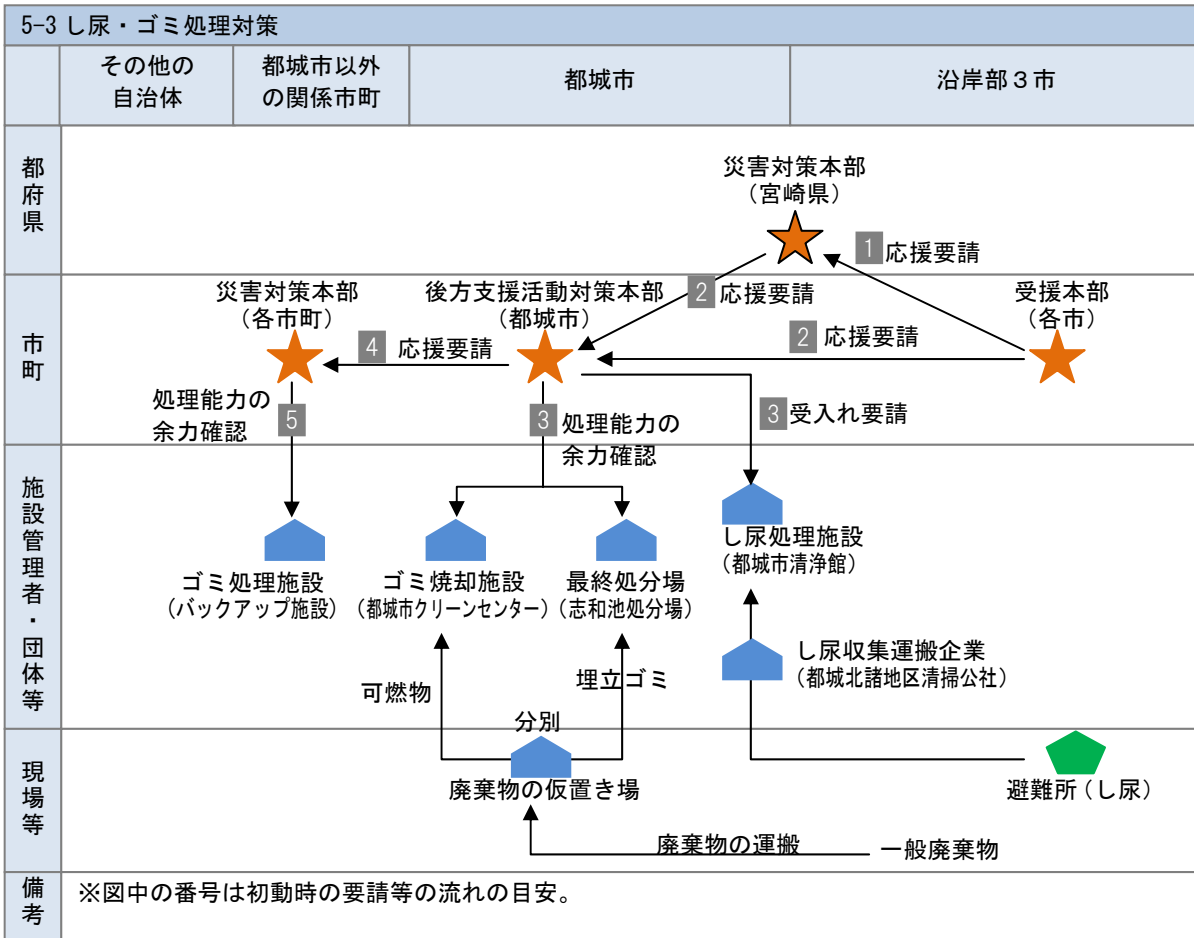 5-3 し尿・ゴミ処理対策
その他の
自治体
都城市以外
の関係市町
都城市
沿岸部３市
都府県
災害対策本部
（宮崎県）
1 応援要請
市町
災害対策本部
（各市町）
後方支援活動対策本部
（都城市）
2 応援要請
受援本部
（各市）
2 応援要請
4 応援要請
処理能力の
余力確認
5
3 処理能力の
余力確認
3 受入れ要請
施設管理者・団体等
ゴミ処理施設
（バックアップ施設）
ゴミ焼却施設
（都城市クリーンセンター）
最終処分場
（志和池処分場）
し尿処理施設
（都城市清浄館）
し尿収集運搬企業
（都城北諸地区清掃公社）
可燃物
埋立ゴミ
現場等
分別
廃棄物の仮置き場
避難所（し尿）
廃棄物の運搬
一般廃棄物
備考
※図中の番号は初動時の要請等の流れの目安。